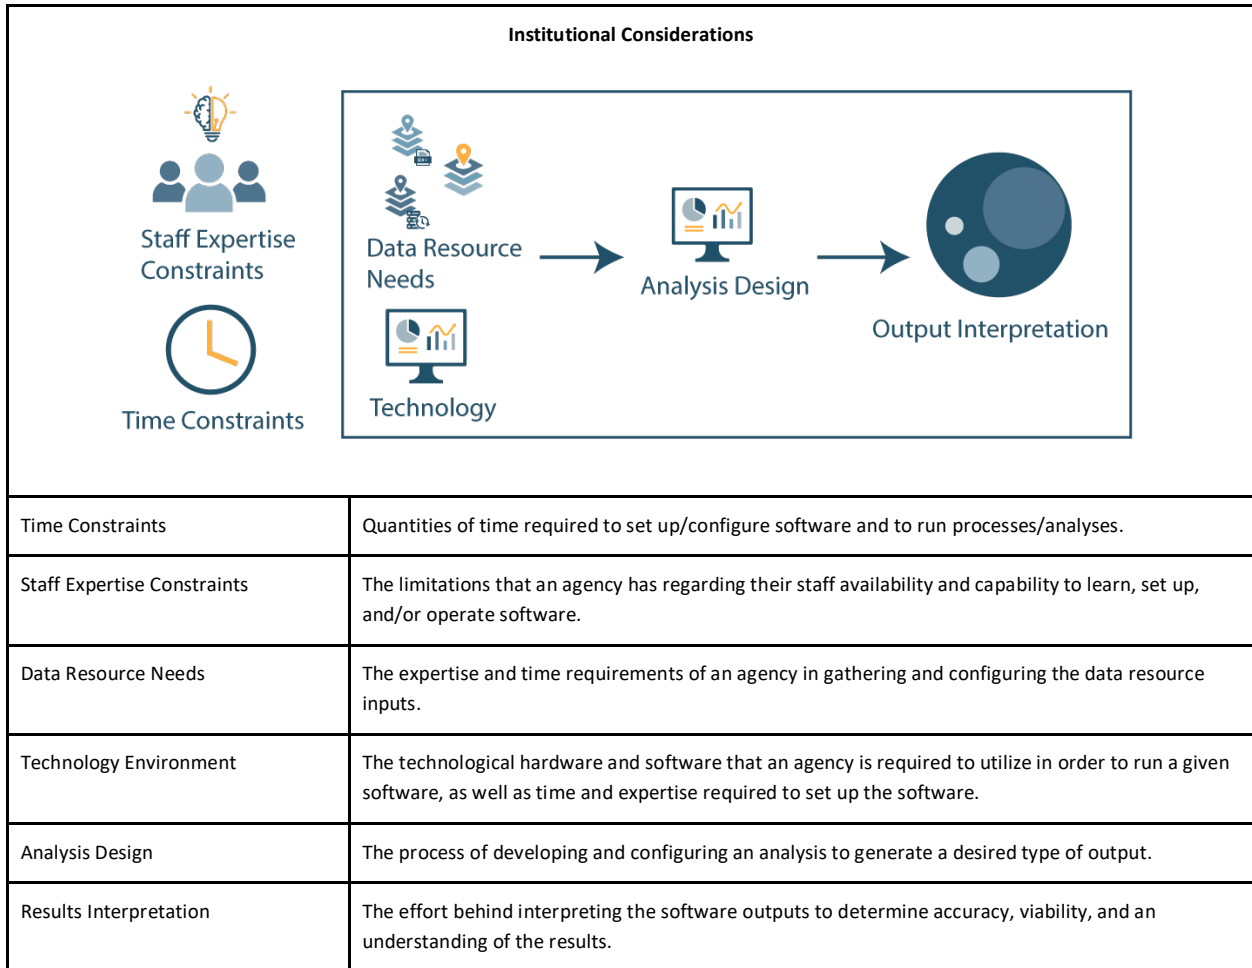 Institutional Considerations
Staff Expertise
Constraints
Time Constraints
Data Resource
Needs
Technology
Analysis Design
Output Interpretation
Time Constraints
Quantities of time required to set up/configure software and to run processes/analyses.
Staff Expertise Constraints
The limitations that an agency has regarding their staff availability and capability to learn, set up,
and/or operate software.
Data Resource Needs
The expertise and time requirements of an agency in gathering and configuring the data resource
inputs.
Technology Environment
The technological hardware and software that an agency is required to utilize in order to run a given
software, as well as time and expertise required to set up the software.
Analysis Design
The process of developing and configuring an analysis to generate a desired type of output.
Results Interpretation
The effort behind interpreting the software outputs to determine accuracy, viability, and an
understanding of the results.